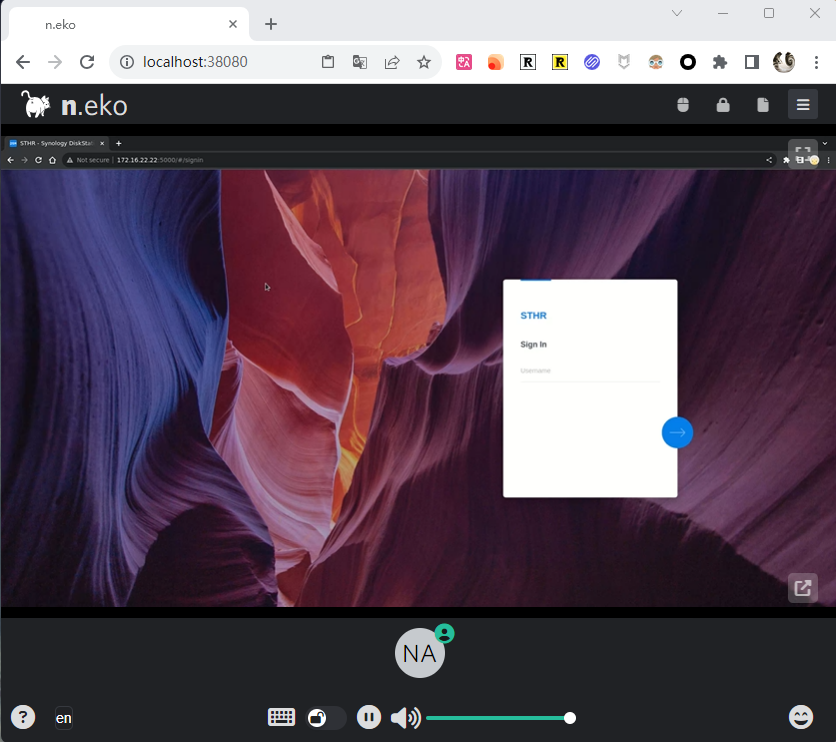 n.eko
localhost:38080
n.eko
STHR - Synology DiskStat
Not secure | 172.16.22.22:5000/#/signin
STHR
Sign In
Username
NA
en